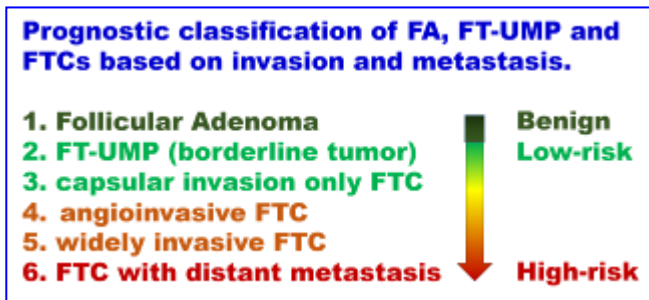 Prognostic classification of FA, FT-UMP and
FTCs based on invasion and metastasis.
1. Follicular Adenoma Benign
2. FT-UMP (borderline tumor) Low-risk
3. capsular invasion only FTC
4. angioinvasive FTC
5. widely invasive FTC
6. FTC with distant metastasis High-risk